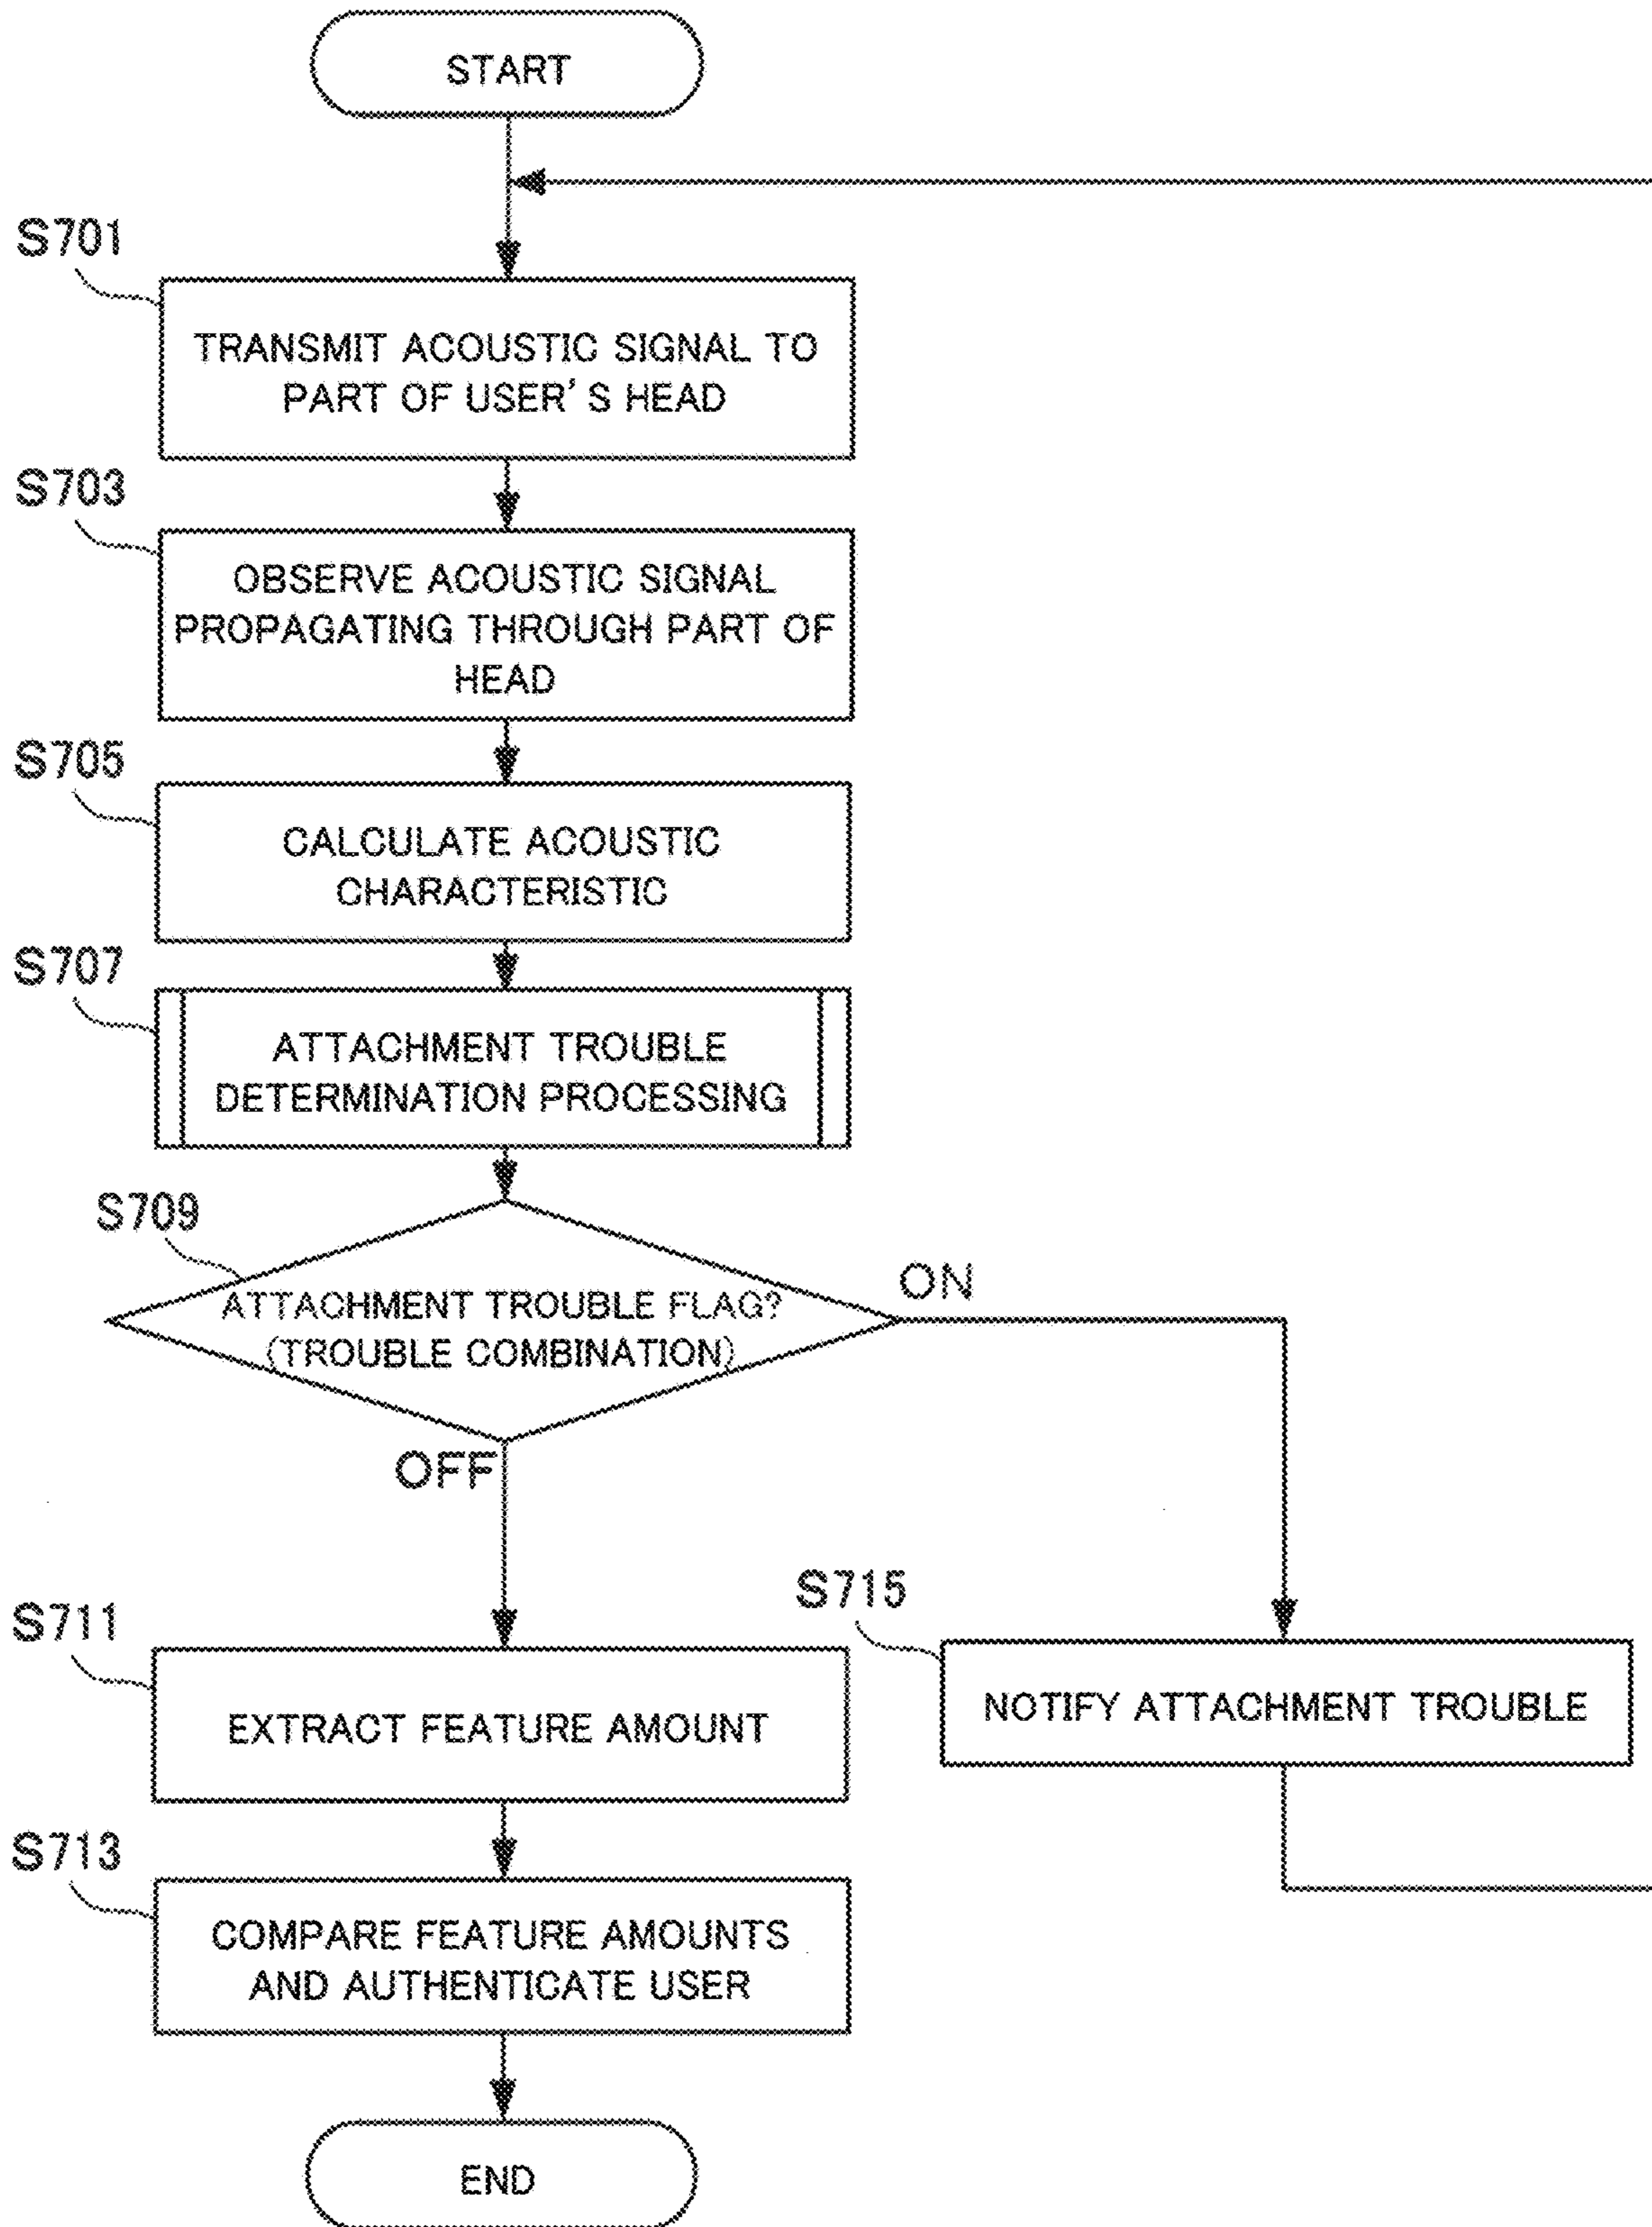 START
S701
TRANSMIT ACOUSTIC SIGNAL TO
PART OF USER'S HEAD
S703
OBSERVE ACOUSTIC SIGNAL
PROPAGATING THROUGH PART OF
HEAD
S705
CALCULATE ACOUSTIC
CHARACTERISTIC
S707
ATTACHMENT TROUBLE
DETERMINATION PROCESSING
S709
ATTACHMENT TROUBLE FLAG?
(TROUBLE COMBINATION)
ON
OFF
S711
EXTRACT FEATURE AMOUNT
S715
NOTIFY ATTACHMENT TROUBLE
S713
COMPARE FEATURE AMOUNTS
AND AUTHENTICATE USER
END